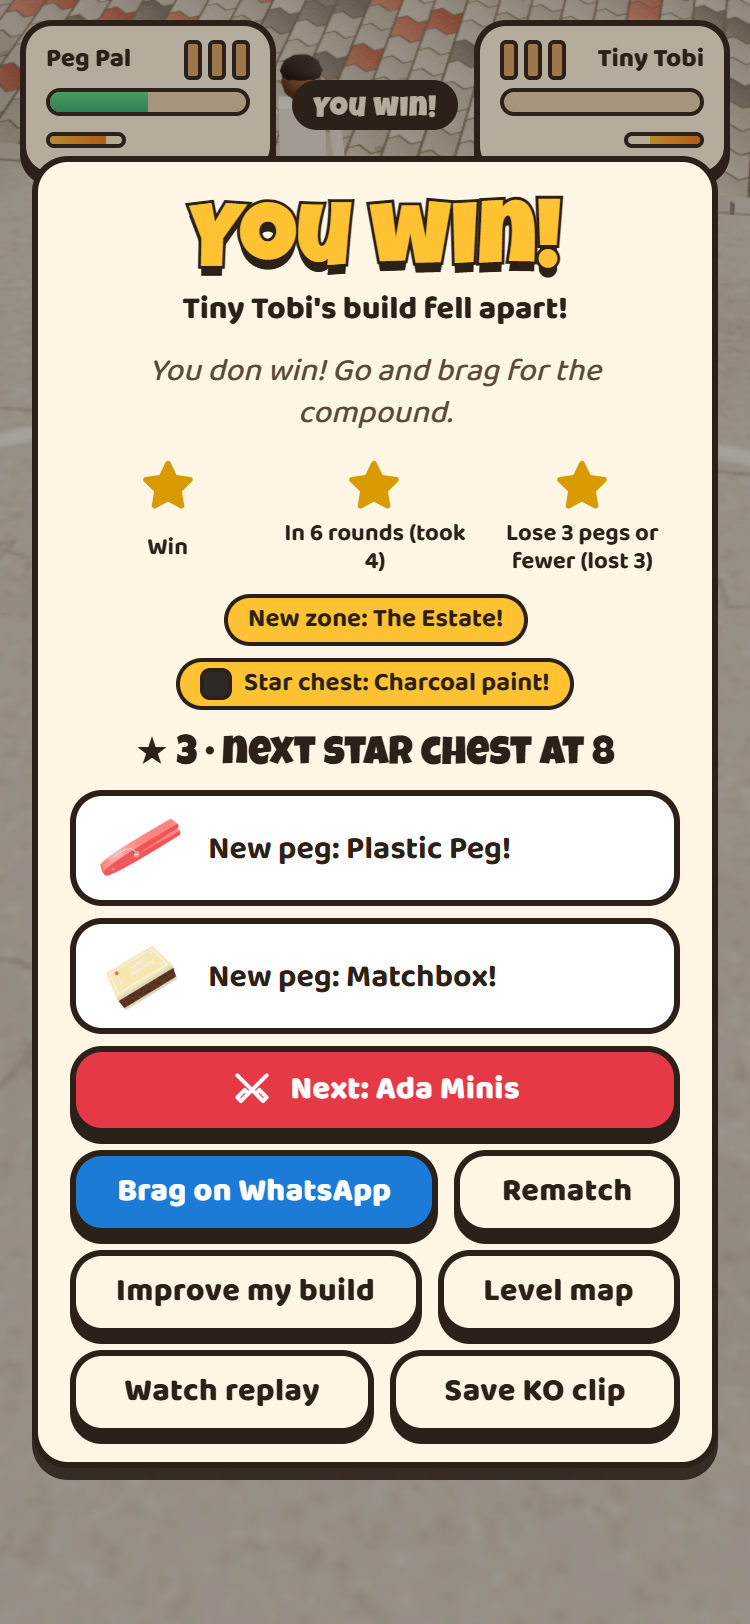 Peg Pal
Tiny Tobi
YOU WIN!
YOU WIN!
Tiny Tobi's build fell apart!
You don win! Go and brag for the
compound.
Win
In 6 rounds (took
4)
Lose 3 pegs or
fewer (lost 3)
New zone: The Estate!
Star chest: Charcoal paint!
★ 3 · next star chest at 8
New peg: Plastic Peg!
New peg: Matchbox!
Next: Ada Minis
Brag on WhatsApp
Rematch
Improve my build
Level map
Watch replay
Save KO clip